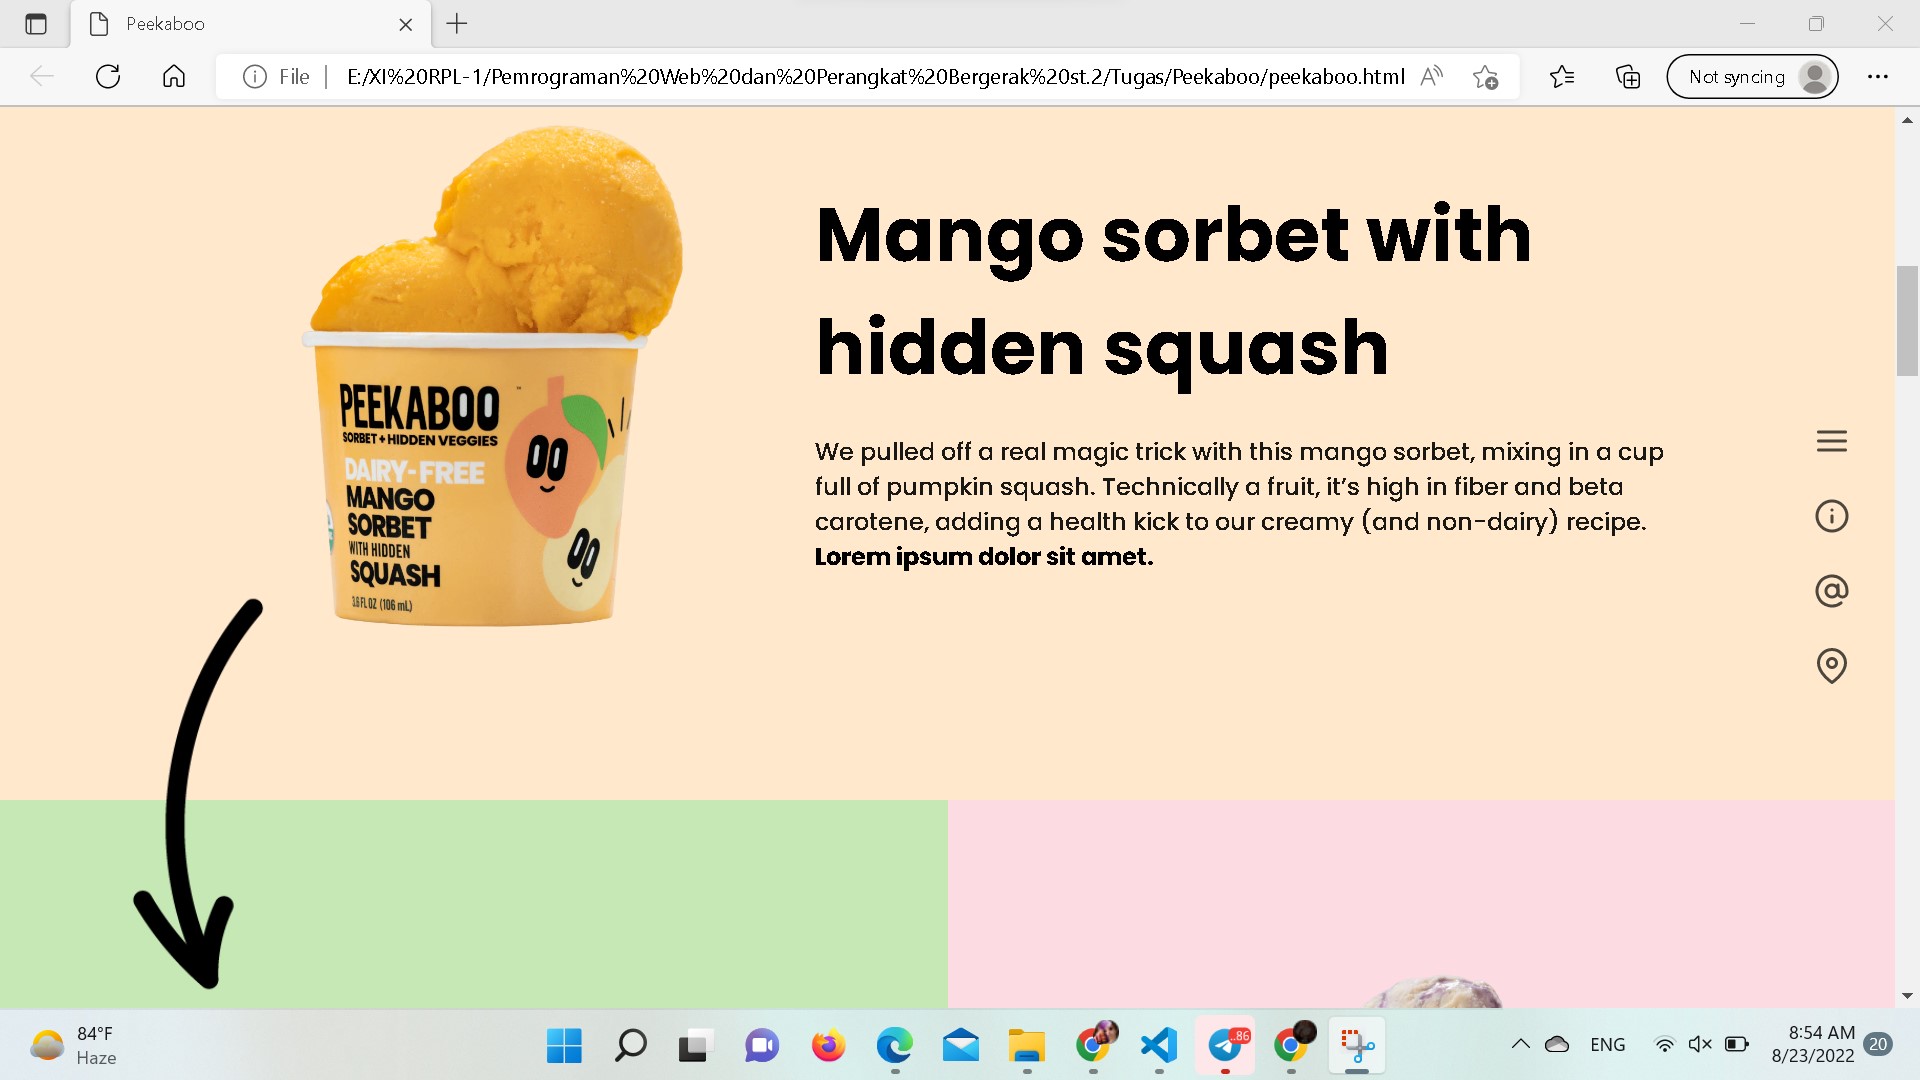 Peekaboo
File
E:/XI%20RPL-1/Pemrograman%20Web%20dan%20Perangkat%20Bergerak%20st.2/Tugas/Peekaboo/peekaboo.html
Not syncing
Mango sorbet with
hidden squash
We pulled off a real magic trick with this mango sorbet, mixing in a cup
full of pumpkin squash. Technically a fruit, it’s high in fiber and beta
carotene, adding a health kick to our creamy (and non-dairy) recipe.
Lorem ipsum dolor sit amet.
PEEKABOO
SORBET + HIDDEN VEGGIES
DAIRY-FREE
MANGO
SORBET
WITH HIDDEN
SQUASH
3.6 FL OZ (106 mL)
84°F
Haze
86
ENG
8:54 AM
8/23/2022
20